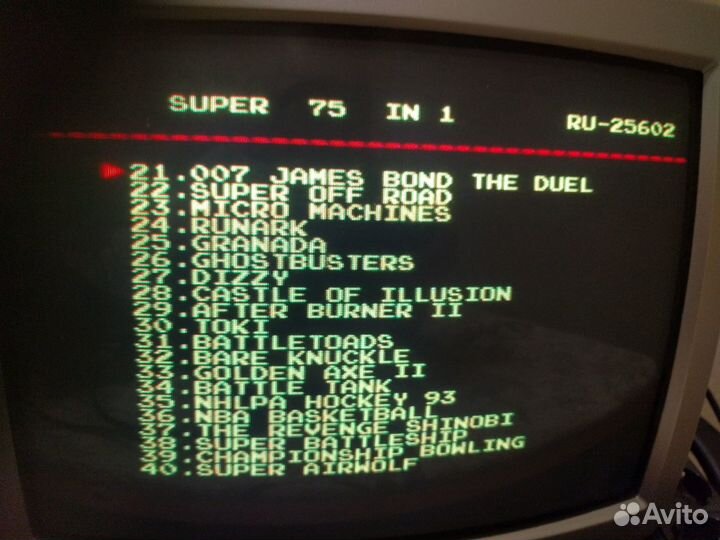 SUPER 75 IN 1
RU-25602
21.007 JAMES BOND THE DUEL
22.SUPER OFF ROAD
23.MICRO MACHINES
24.RUNARK
25.GRANADA
26.GHOSTBUSTERS
27.DIZZY
28.CASTLE OF ILLUSION
29.AFTER BURNER II
30.TOKI
31.BATTLETOADS
32.BARE KNUCKLE
33.GOLDEN AXE II
34.BATTLE TANK
35.NHLPA HOCKEY 93
36.NBA BASKETBALL
37.THE REVENGE SHINOBI
38.SUPER BATTLESHIP
39.CHAMPIONSHIP BOWLING
40.SUPER AIRWOLF
Avito